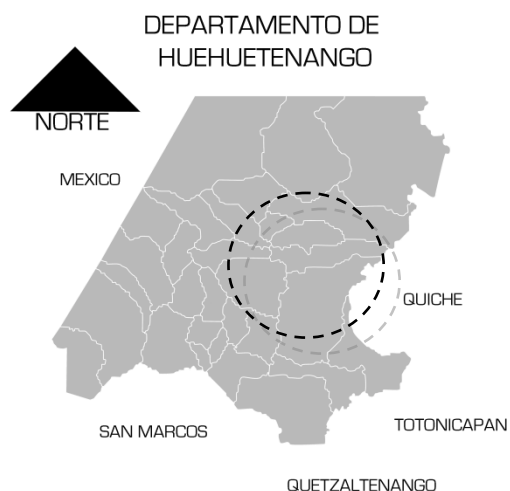 DEPARTAMENTO DE
HUEHUETENANGO
NORTE
MEXICO
QUICHE
SAN MARCOS
TOTONICAPAN
QUETZALTENANGO